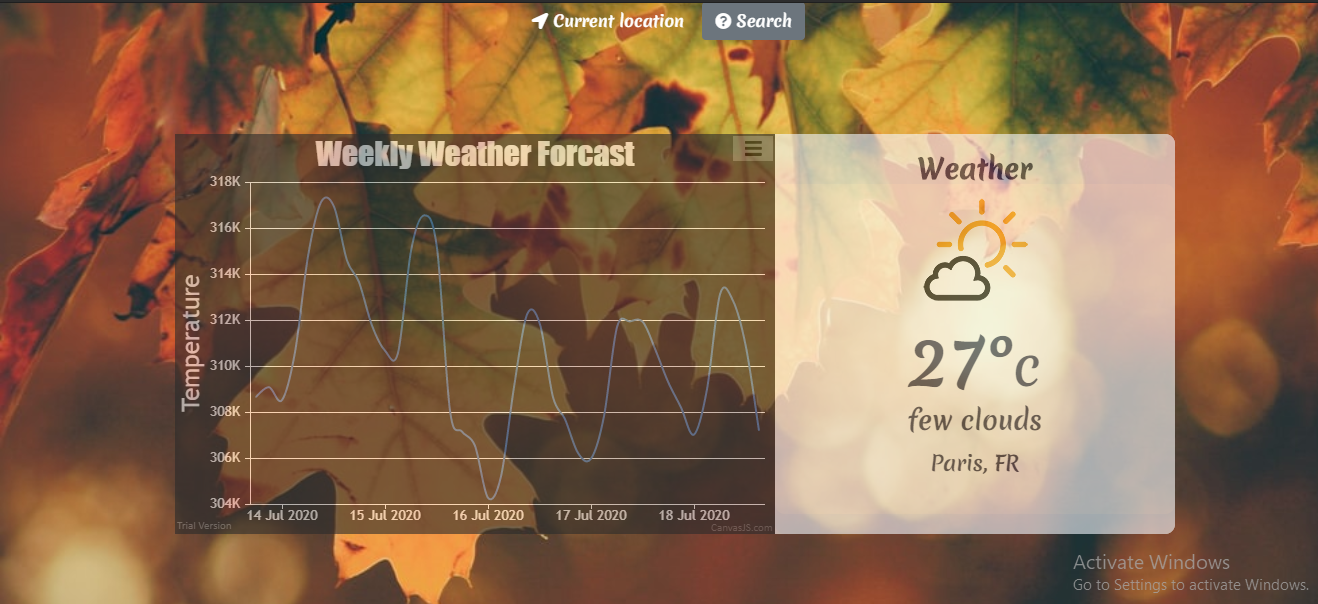 Current location
Search
Weekly Weather Forcast
Temperature
318K
316K
314K
312K
310K
308K
306K
304K
14 Jul 2020
15 Jul 2020
16 Jul 2020
17 Jul 2020
18 Jul 2020
Trial Version
CanvasJS.com
Weather
27°C
few clouds
Paris, FR
Activate Windows
Go to Settings to activate Windows.